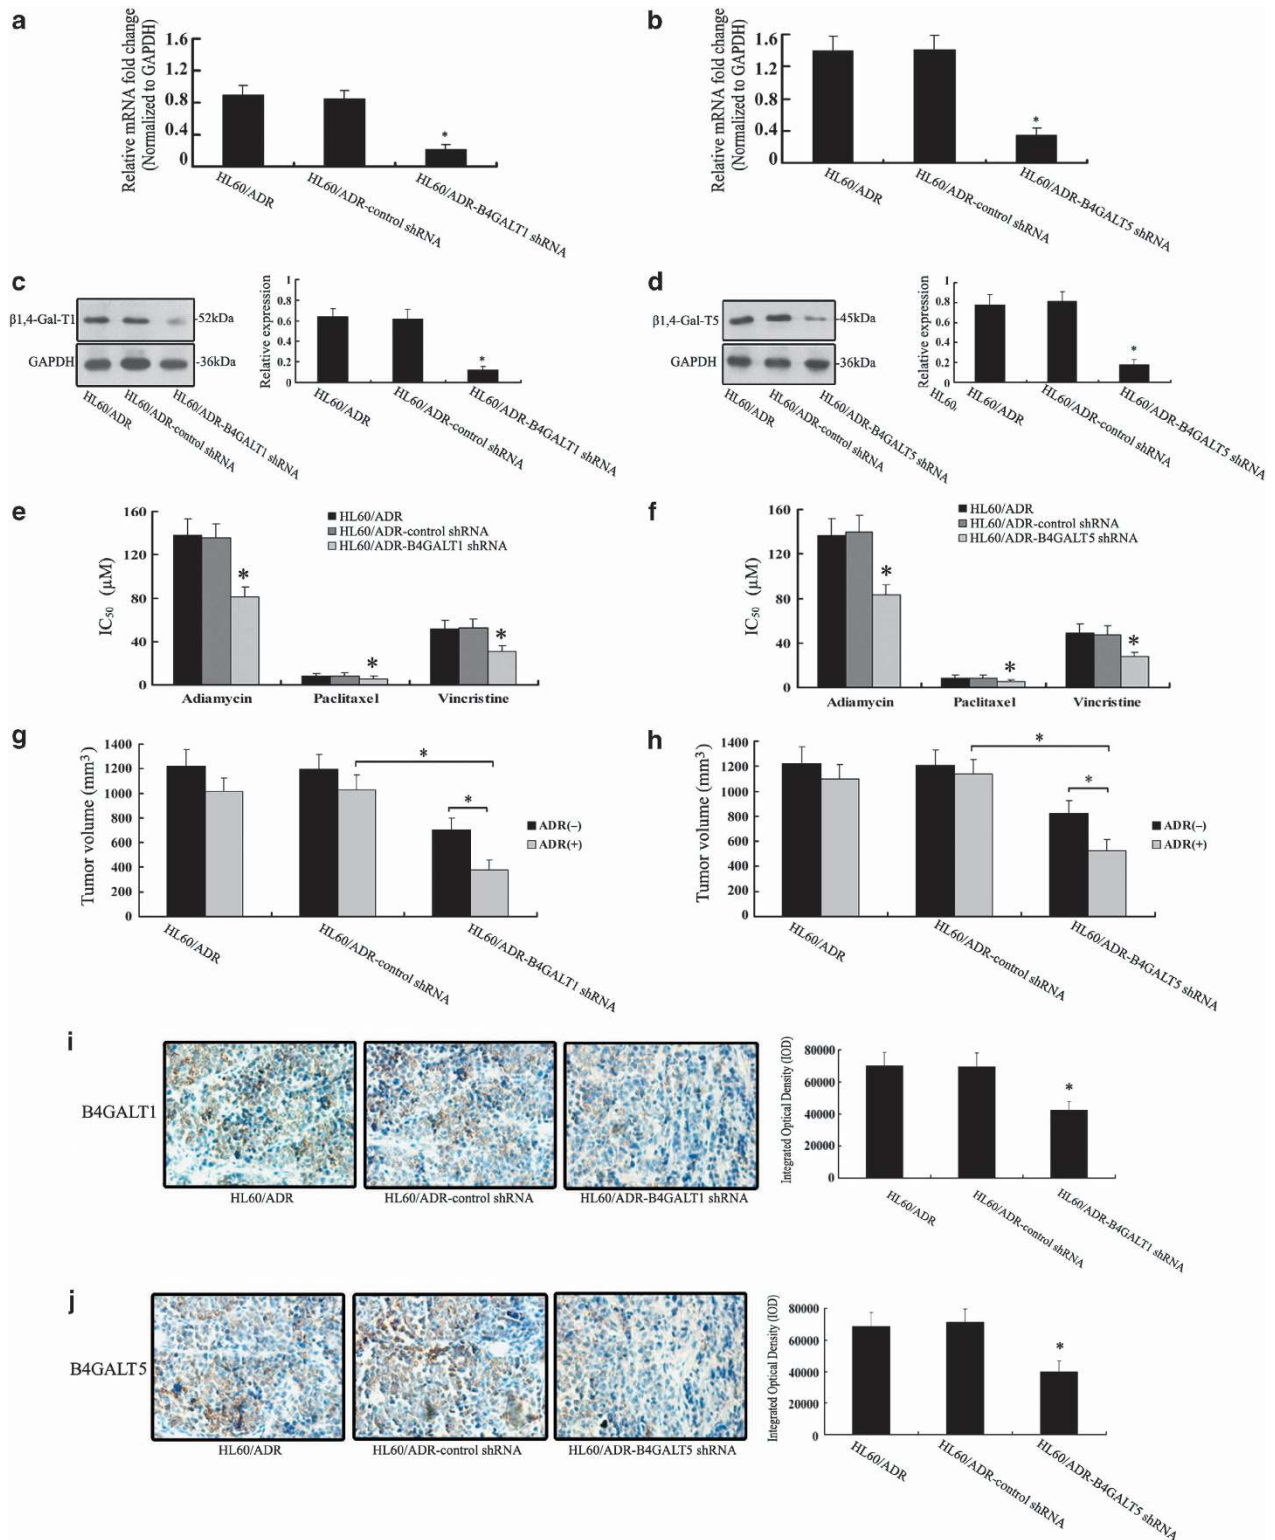 a
Relative mRNA fold change
(Normalized to GAPDH)
1.6
1.2
0.8
0.4
0
HL60/ADR
HL60/ADR-control shRNA
HL60/ADR-B4GALT1 shRNA
*
b
Relative mRNA fold change
(Normalized to GAPDH)
1.6
1.2
0.8
0.4
0
HL60/ADR
HL60/ADR-control shRNA
HL60/ADR-B4GALT5 shRNA
*
c
β1,4-Gal-T1
-52kDa
GAPDH
-36kDa
HL60/ADR
HL60/ADR-control shRNA
HL60/ADR-B4GALT1 shRNA
Relative expression
1
0.8
0.6
0.4
0.2
0
*
HL60/ADR
HL60/ADR-control shRNA
HL60/ADR-B4GALT1 shRNA
d
β1,4-Gal-T5
-45kDa
GAPDH
-36kDa
HL60/ADR
HL60/ADR-control shRNA
HL60/ADR-B4GALT5 shRNA
Relative expression
1
0.8
0.6
0.4
0.2
0
*
HL60,
HL60/ADR
HL60/ADR-control shRNA
HL60/ADR-B4GALT5 shRNA
e
IC50 (μM)
160
120
80
40
0
HL60/ADR
HL60/ADR-control shRNA
HL60/ADR-B4GALT1 shRNA
*
*
*
Adiamycin
Paclitaxel
Vincristine
f
IC50 (μM)
160
120
80
40
0
HL60/ADR
HL60/ADR-control shRNA
HL60/ADR-B4GALT5 shRNA
*
*
*
Adiamycin
Paclitaxel
Vincristine
g
Tumor volume (mm3)
1400
1200
1000
800
600
400
200
0
*
*
ADR(−)
ADR(+)
HL60/ADR
HL60/ADR-control shRNA
HL60/ADR-B4GALT1 shRNA
h
Tumor volume (mm3)
1400
1200
1000
800
600
400
200
0
*
*
ADR(−)
ADR(+)
HL60/ADR
HL60/ADR-control shRNA
HL60/ADR-B4GALT5 shRNA
i
B4GALT1
HL60/ADR
HL60/ADR-control shRNA
HL60/ADR-B4GALT1 shRNA
Integrated Optical Density (IOD)
80000
60000
40000
20000
0
*
HL60/ADR
HL60/ADR-control shRNA
HL60/ADR-B4GALT1 shRNA
j
B4GALT5
HL60/ADR
HL60/ADR-control shRNA
HL60/ADR-B4GALT5 shRNA
Integrated Optical Density (IOD)
80000
60000
40000
20000
0
*
HL60/ADR
HL60/ADR-control shRNA
HL60/ADR-B4GALT5 shRNA